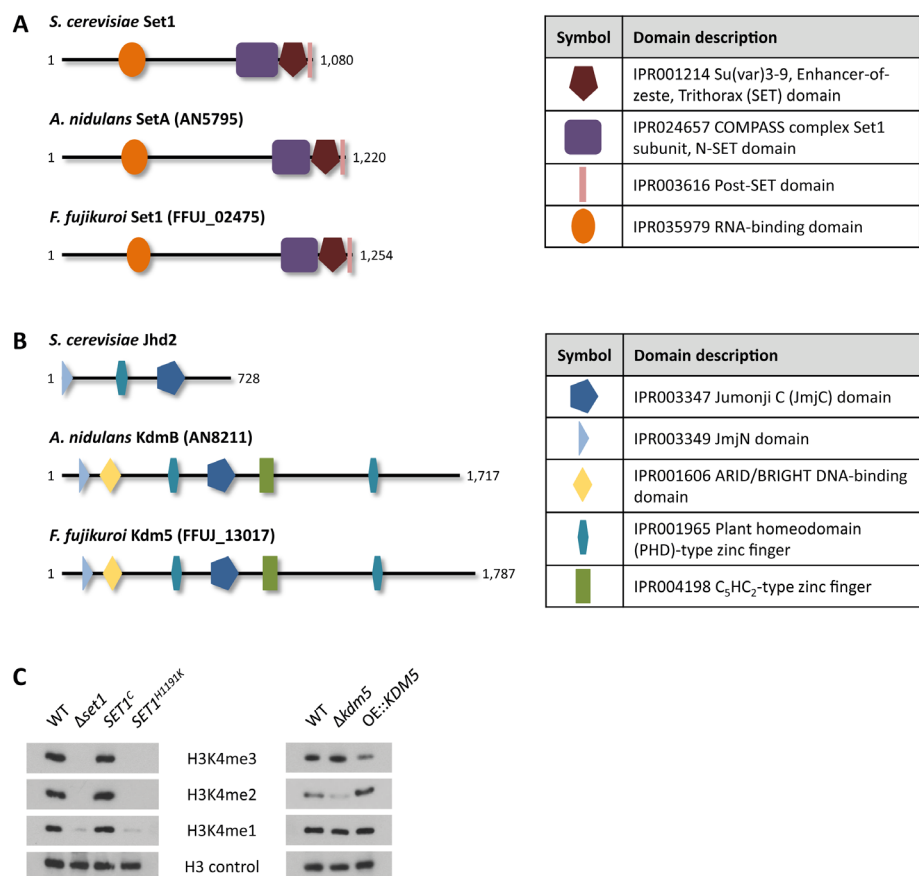 A
S. cerevisiae Set1
1
1,080
A. nidulans SetA (AN5795)
1
1,220
F. fujikuroi Set1 (FFUJ_02475)
1
1,254
Symbol Domain description
IPR001214 Su(var)3-9, Enhancer-of-
zeste, Trithorax (SET) domain
IPR024657 COMPASS complex Set1
subunit, N-SET domain
IPR003616 Post-SET domain
IPR035979 RNA-binding domain
B
S. cerevisiae Jhd2
1
728
A. nidulans KdmB (AN8211)
1
1,717
F. fujikuroi Kdm5 (FFUJ_13017)
1
1,787
Symbol Domain description
IPR003347 Jumonji C (JmjC) domain
IPR003349 JmjN domain
IPR001606 ARID/BRIGHT DNA-binding
domain
IPR001965 Plant homeodomain
(PHD)-type zinc finger
IPR004198 C₅HC₂-type zinc finger
C
WT
Δset1
SET1ᶜ
SET1ᴴ¹¹⁹¹ᴷ
WT
Δkdm5
OE::KDM5
H3K4me3
H3K4me2
H3K4me1
H3 control